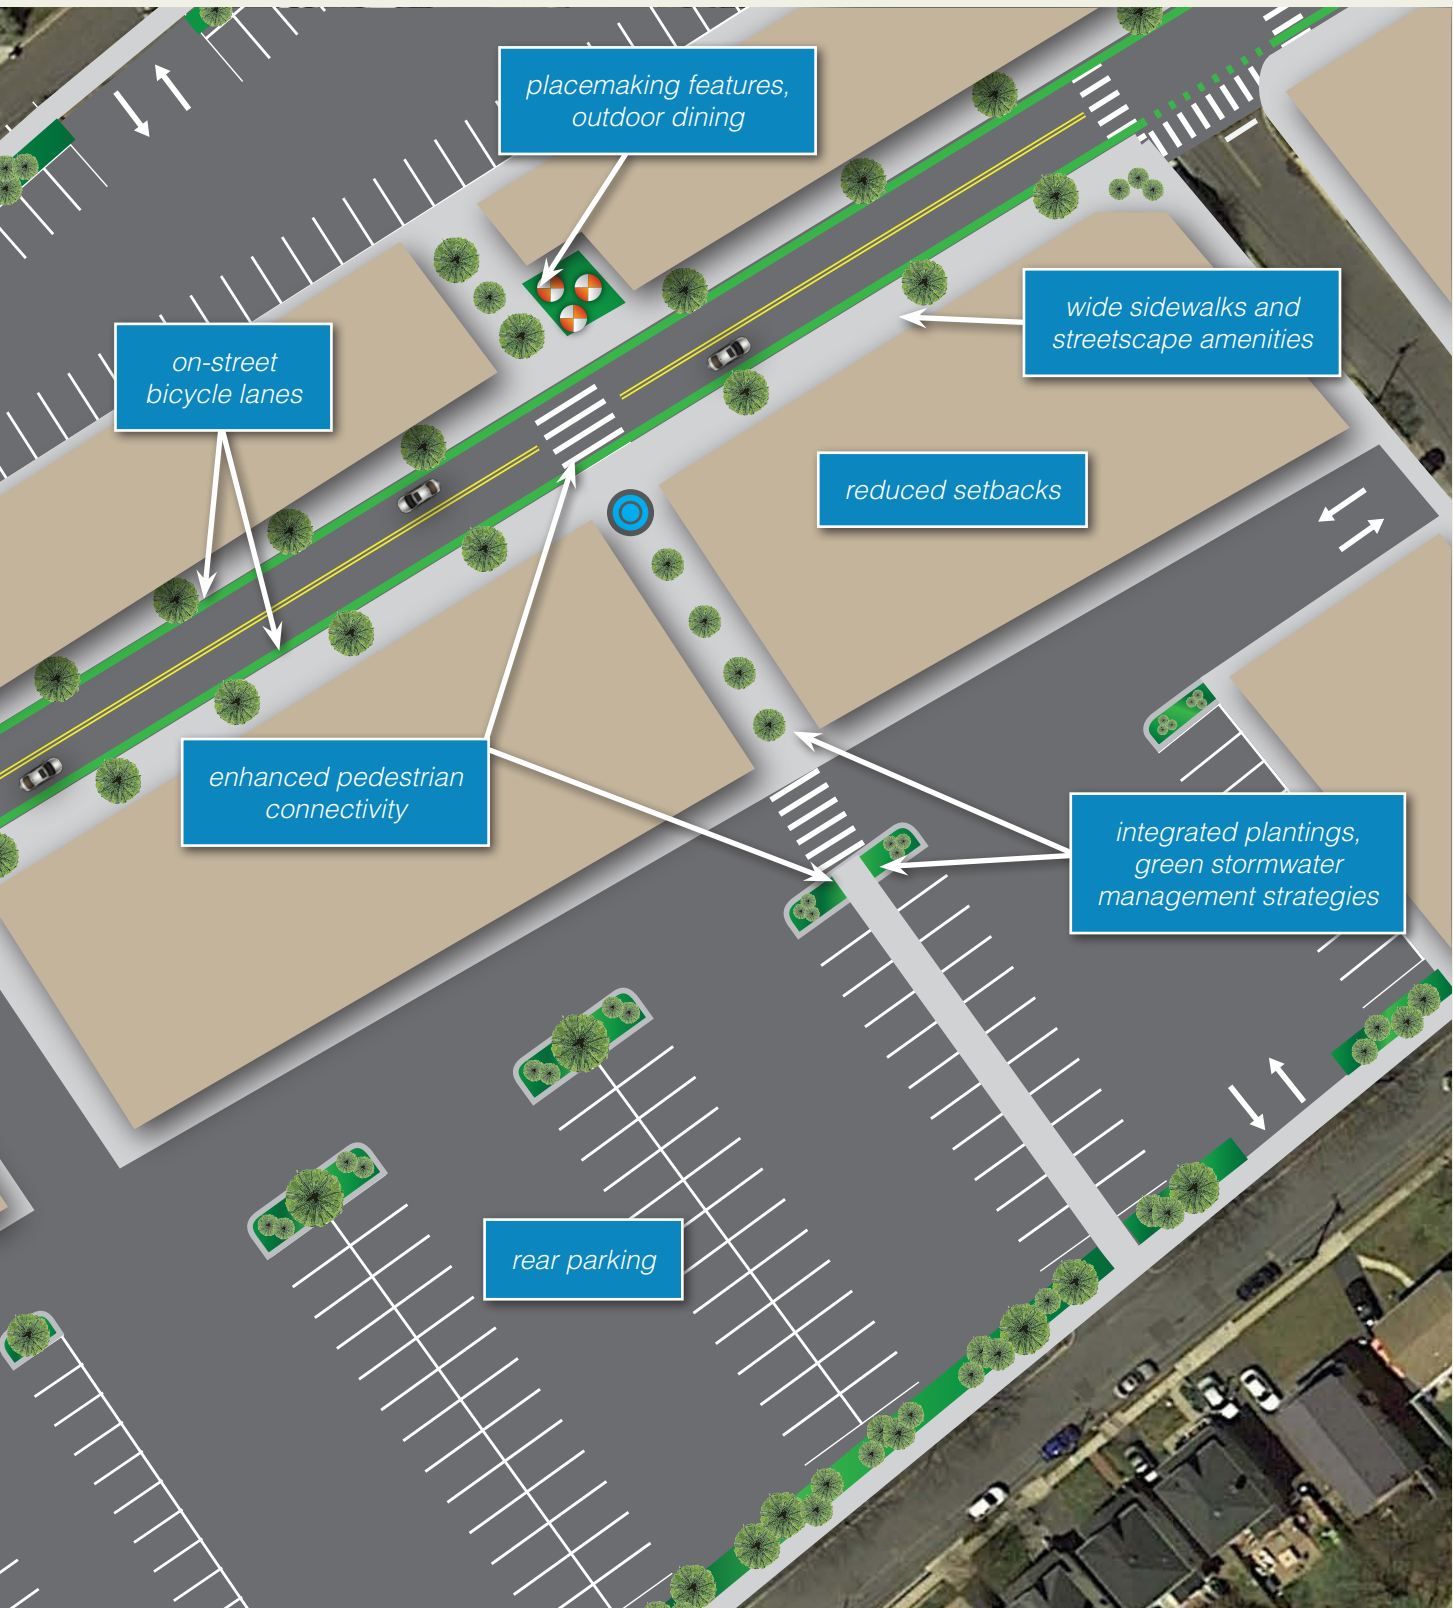 placemaking features,
outdoor dining
wide sidewalks and
streetscape amenities
on-street
bicycle lanes
reduced setbacks
enhanced pedestrian
connectivity
integrated plantings,
green stormwater
management strategies
rear parking